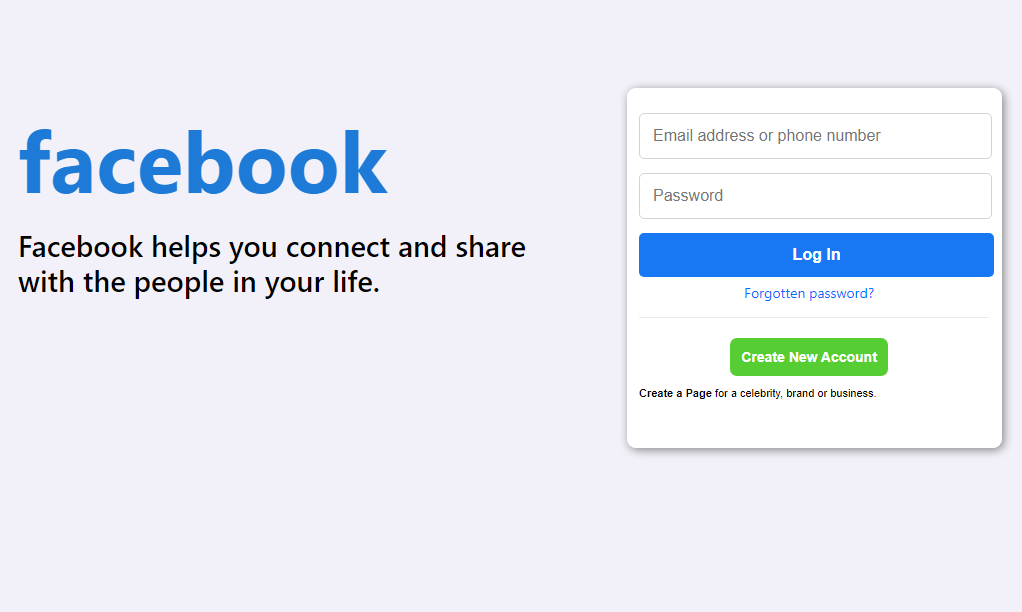 facebook
Facebook helps you connect and share
with the people in your life.
Email address or phone number
Password
Log In
Forgotten password?
Create New Account
Create a Page for a celebrity, brand or business.